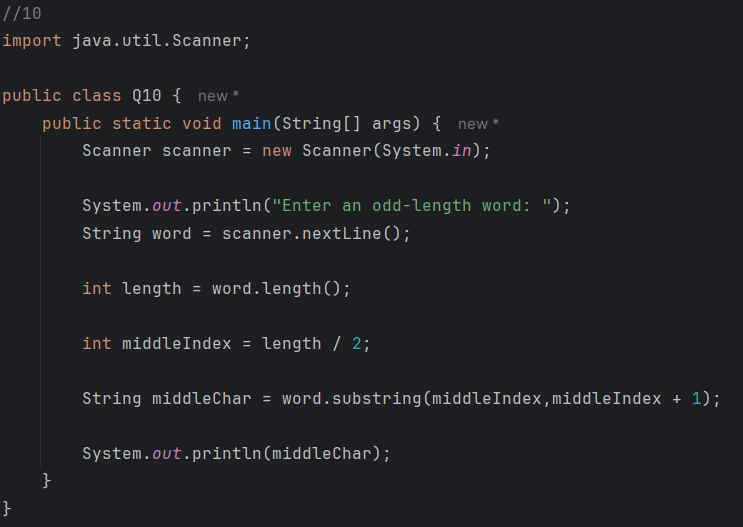 //10
import java.util.Scanner;
public class Q10 { new *
public static void main(String[] args) { new *
Scanner scanner = new Scanner(System.in);
System.out.println("Enter an odd-length word: ");
String word = scanner.nextLine();
int length = word.length();
int middleIndex = length / 2;
String middleChar = word.substring(middleIndex,middleIndex + 1);
System.out.println(middleChar);
}
}